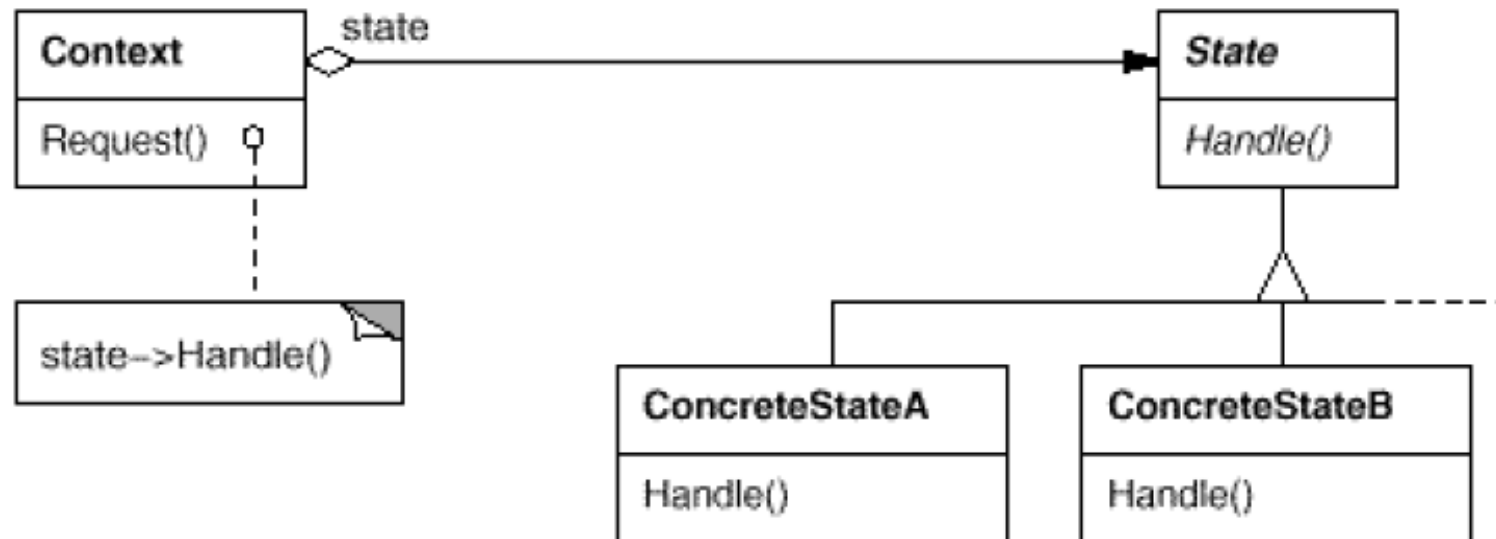 state
Context
State
Request()
Handle()
state–>Handle()
ConcreteStateA
ConcreteStateB
Handle()
Handle()